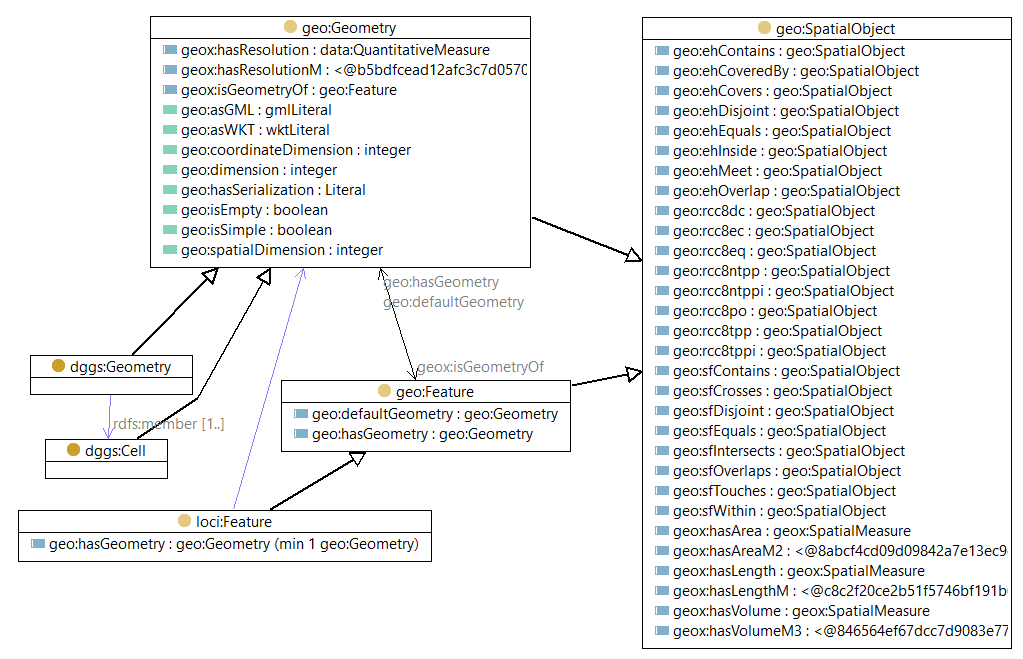 geo:Geometry
geox:hasResolution : data:QuantitativeMeasure
geox:hasResolutionM : <@b5bdfcead12afc3c7d0570
geox:isGeometryOf : geo:Feature
geo:asGML : gmlLiteral
geo:asWKT : wktLiteral
geo:coordinateDimension : integer
geo:dimension : integer
geo:hasSerialization : Literal
geo:isEmpty : boolean
geo:isSimple : boolean
geo:spatialDimension : integer
geo:hasGeometry
geo:defaultGeometry
dggs:Geometry
geox:isGeometryOf
geo:Feature
geo:defaultGeometry : geo:Geometry
geo:hasGeometry : geo:Geometry
rdfs:member [1..]
dggs:Cell
loci:Feature
geo:hasGeometry : geo:Geometry (min 1 geo:Geometry)
geo:SpatialObject
geo:ehContains : geo:SpatialObject
geo:ehCoveredBy : geo:SpatialObject
geo:ehCovers : geo:SpatialObject
geo:ehDisjoint : geo:SpatialObject
geo:ehEquals : geo:SpatialObject
geo:ehInside : geo:SpatialObject
geo:ehMeet : geo:SpatialObject
geo:ehOverlap : geo:SpatialObject
geo:rcc8dc : geo:SpatialObject
geo:rcc8ec : geo:SpatialObject
geo:rcc8eq : geo:SpatialObject
geo:rcc8ntpp : geo:SpatialObject
geo:rcc8ntppi : geo:SpatialObject
geo:rcc8po : geo:SpatialObject
geo:rcc8tpp : geo:SpatialObject
geo:rcc8tppi : geo:SpatialObject
geo:sfContains : geo:SpatialObject
geo:sfCrosses : geo:SpatialObject
geo:sfDisjoint : geo:SpatialObject
geo:sfEquals : geo:SpatialObject
geo:sfIntersects : geo:SpatialObject
geo:sfOverlaps : geo:SpatialObject
geo:sfTouches : geo:SpatialObject
geo:sfWithin : geo:SpatialObject
geox:hasArea : geox:SpatialMeasure
geox:hasAreaM2 : <@8abcf4cd09d09842a7e13ec9
geox:hasLength : geox:SpatialMeasure
geox:hasLengthM : <@c8c2f20ce2b51f5746bf191b
geox:hasVolume : geox:SpatialMeasure
geox:hasVolumeM3 : <@846564ef67dcc7d9083e77